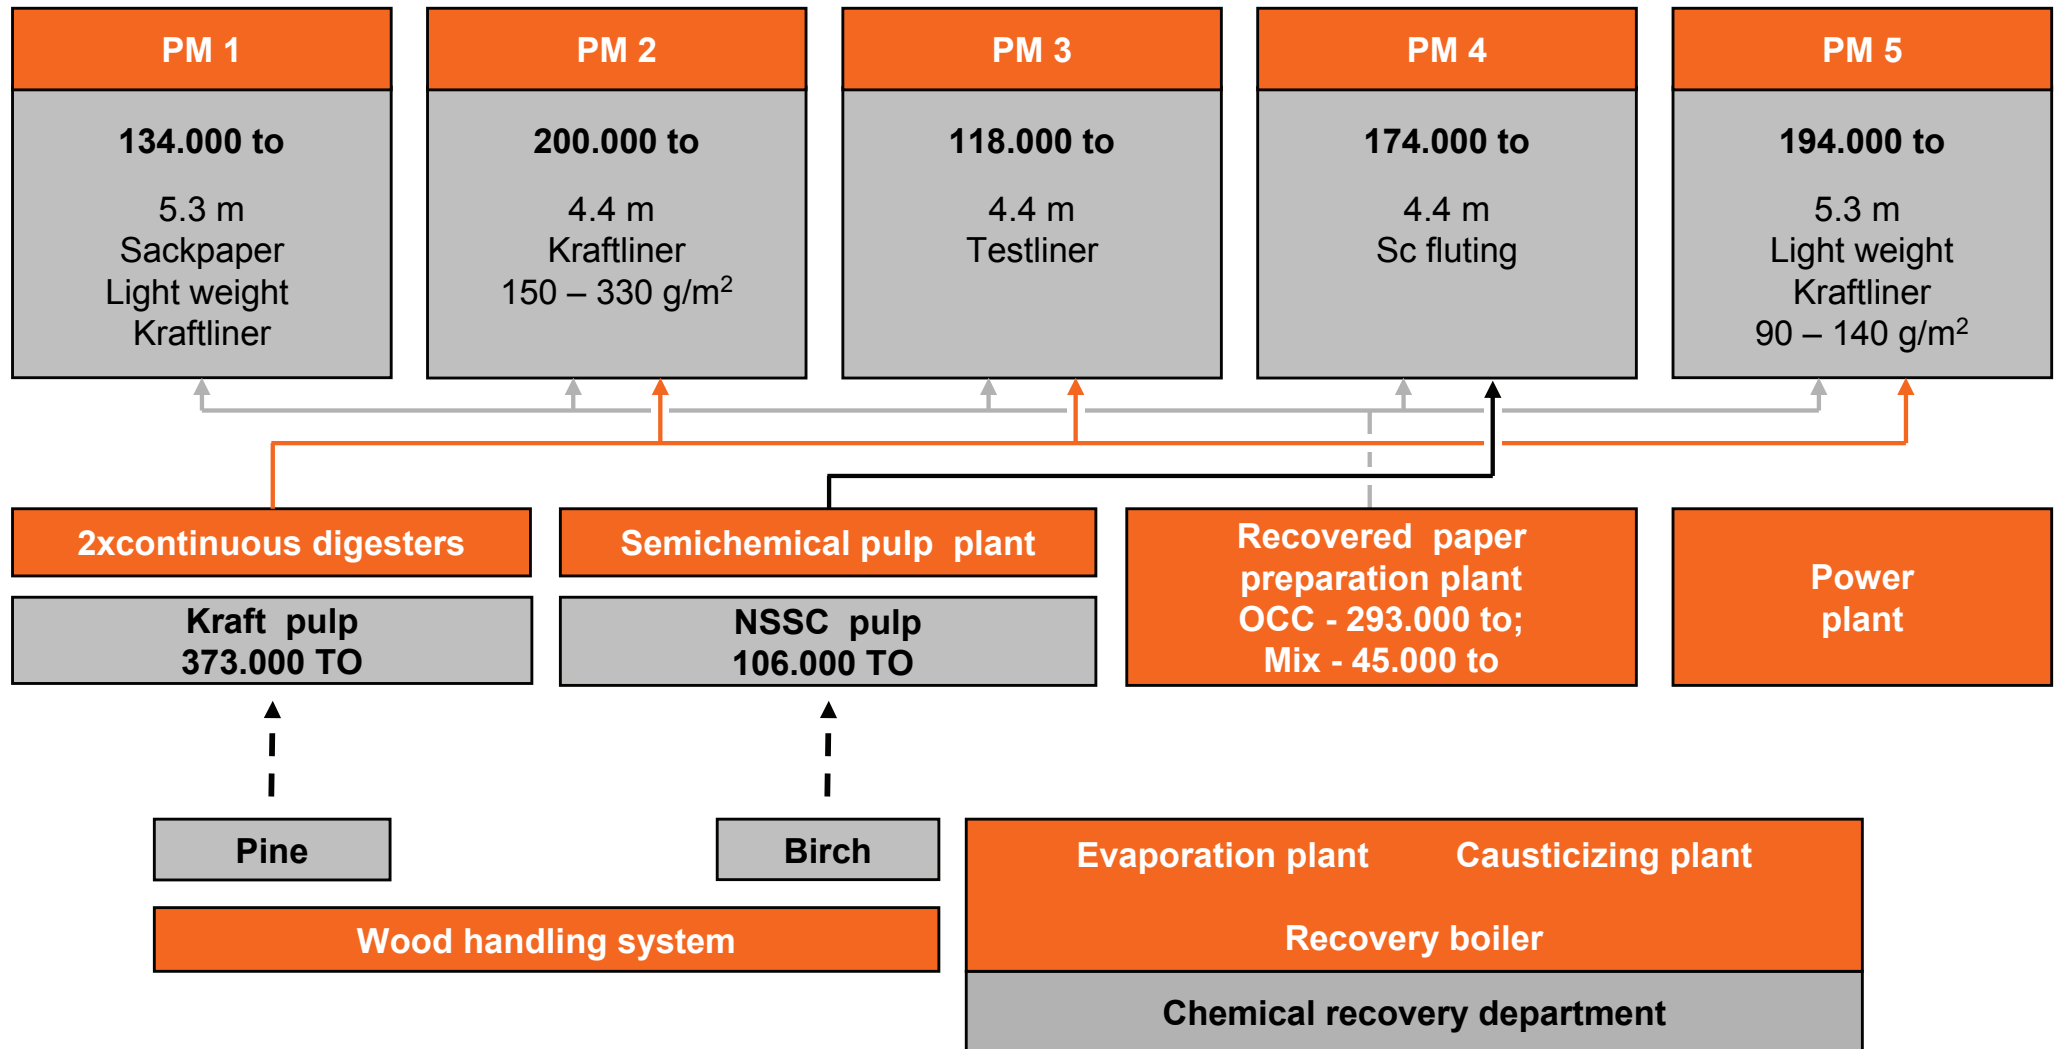 PM 1
134.000 to
5.3 m
Sackpaper
Light weight
Kraftliner
PM 2
200.000 to
4.4 m
Kraftliner
150 – 330 g/m²
PM 3
118.000 to
4.4 m
Testliner
PM 4
174.000 to
4.4 m
Sc fluting
PM 5
194.000 to
5.3 m
Light weight
Kraftliner
90 – 140 g/m²
2xcontinuous digesters
Kraft pulp
373.000 TO
Semichemical pulp plant
NSSC pulp
106.000 TO
Recovered paper
preparation plant
OCC - 293.000 to;
Mix - 45.000 to
Power
plant
Pine
Birch
Wood handling system
Evaporation plant Causticizing plant
Recovery boiler
Chemical recovery department